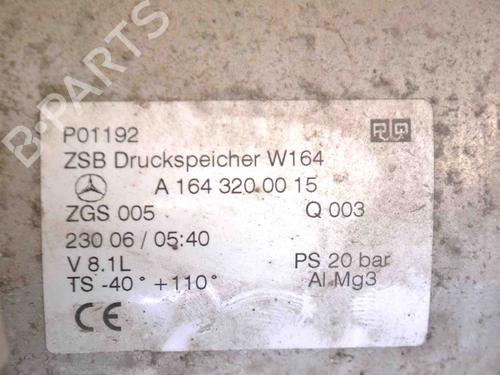 B-PARTS
P01192
ZSB Druckspeicher W164
A 164 320 00 15
ZGS 005 Q 003
230 06 / 05:40
V 8.1L PS 20 bar
TS -40° +110° Al Mg3
CE